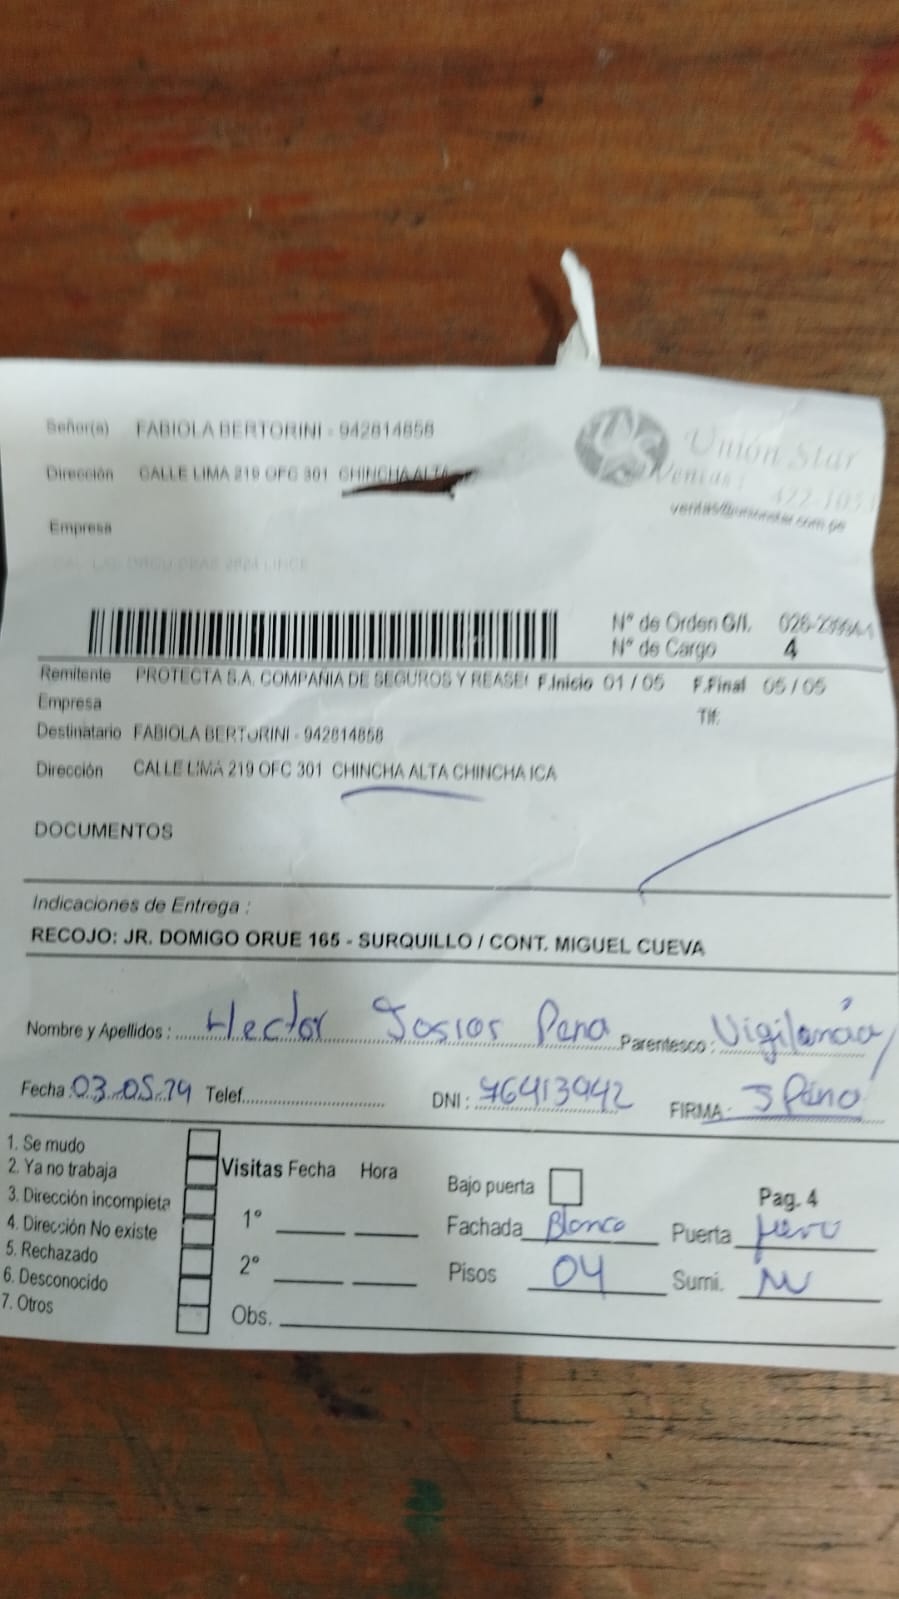 Señor(a) FABIOLA BERTORINI - 942814858
Dirección CALLE LIMA 219 OFC 301 CHINCHA ALTA
Empresa
Unión Star
Ventas:
ventas@unionstar.com.pe
N° de Orden G/I.
N° de Cargo 4
Remitente PROTECTA S.A. COMPAÑIA DE SEGUROS Y REASE F.Inicio 01 / 05 F.Final 05 / 05
Empresa Tlf:
Destinatario FABIOLA BERTORINI - 942814858
Dirección CALLE LIMA 219 OFC 301 CHINCHA ALTA CHINCHA ICA
DOCUMENTOS
Indicaciones de Entrega :
RECOJO: JR. DOMIGO ORUE 165 - SURQUILLO / CONT. MIGUEL CUEVA
Nombre y Apellidos : Hector Pena Parentesco : Vigilancia
Fecha : 03.05. Telef. DNI : 76413942 FIRMA :
1. Se mudo
2. Ya no trabaja
3. Dirección incompleta
4. Dirección No existe
5. Rechazado
6. Desconocido
7. Otros
Visitas Fecha Hora
1°
2°
Obs.
Bajo puerta
Pag. 4
Fachada Blanco Puerta
Pisos 04 Sumi.